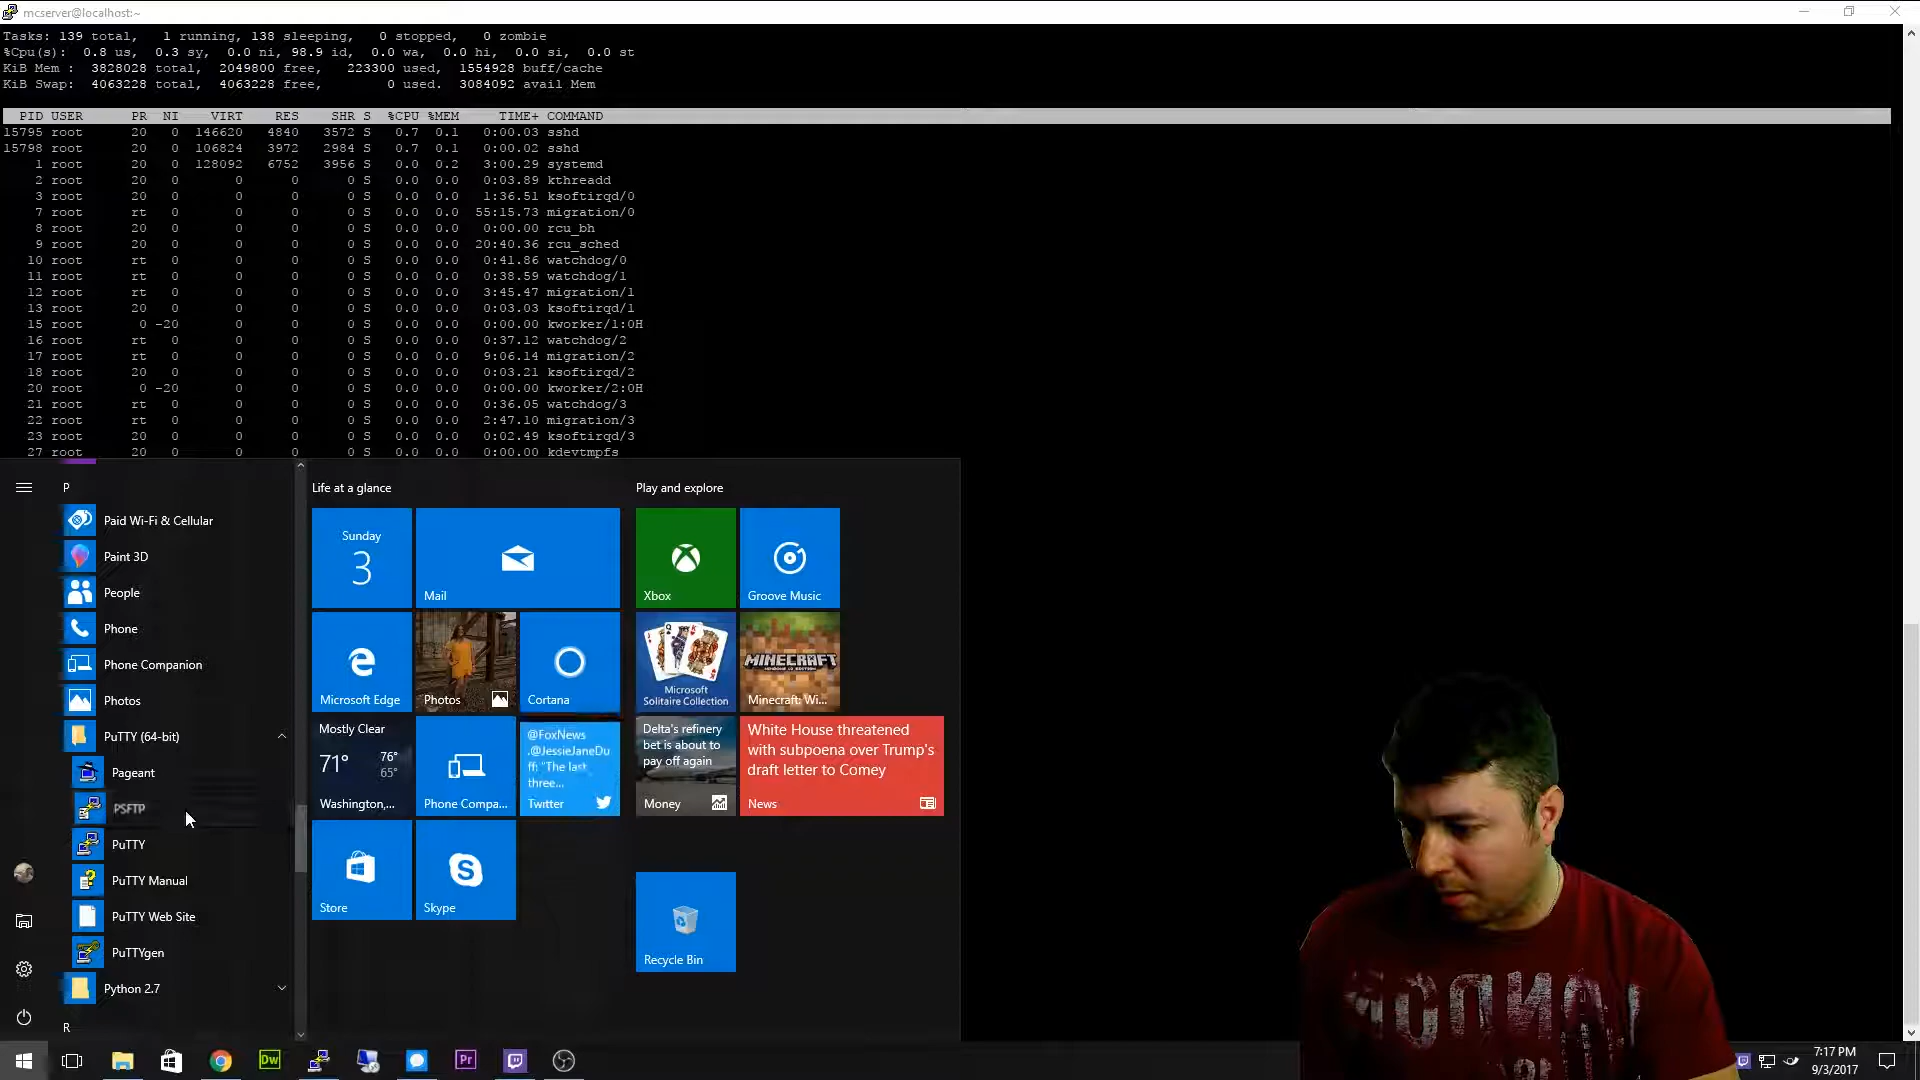 mcserver@localhost:~
Tasks: 139 total, 1 running, 138 sleeping, 0 stopped, 0 zombie
%Cpu(s): 0.8 us, 0.3 sy, 0.0 ni, 98.9 id, 0.0 wa, 0.0 hi, 0.0 si, 0.0 st
KiB Mem : 3828028 total, 2049800 free, 223300 used, 1554928 buff/cache
KiB Swap: 4063228 total, 4063228 free, 0 used. 3084092 avail Mem
PID USER PR NI VIRT RES SHR S %CPU %MEM TIME+ COMMAND
15795 root 20 0 146620 4840 3572 S 0.7 0.1 0:00.03 sshd
15798 root 20 0 106824 3972 2984 S 0.7 0.1 0:00.02 sshd
1 root 20 0 128092 6752 3956 S 0.0 0.2 3:00.29 systemd
2 root 20 0 0 0 0 S 0.0 0.0 0:03.89 kthreadd
3 root 20 0 0 0 0 S 0.0 0.0 1:36.51 ksoftirqd/0
7 root rt 0 0 0 0 S 0.0 0.0 55:15.73 migration/0
8 root 20 0 0 0 0 S 0.0 0.0 0:00.00 rcu_bh
9 root 20 0 0 0 0 S 0.0 0.0 20:40.36 rcu_sched
10 root rt 0 0 0 0 S 0.0 0.0 0:41.86 watchdog/0
11 root rt 0 0 0 0 S 0.0 0.0 0:38.59 watchdog/1
12 root rt 0 0 0 0 S 0.0 0.0 3:45.47 migration/1
13 root 20 0 0 0 0 S 0.0 0.0 0:03.03 ksoftirqd/1
15 root 0 -20 0 0 0 S 0.0 0.0 0:00.00 kworker/1:0H
16 root rt 0 0 0 0 S 0.0 0.0 0:37.12 watchdog/2
17 root rt 0 0 0 0 S 0.0 0.0 9:06.14 migration/2
18 root 20 0 0 0 0 S 0.0 0.0 0:03.21 ksoftirqd/2
20 root 0 -20 0 0 0 S 0.0 0.0 0:00.00 kworker/2:0H
21 root rt 0 0 0 0 S 0.0 0.0 0:36.05 watchdog/3
22 root rt 0 0 0 0 S 0.0 0.0 2:47.10 migration/3
23 root 20 0 0 0 0 S 0.0 0.0 0:02.49 ksoftirqd/3
27 root 20 0 0 0 0 S 0.0 0.0 0:00.00 kdevtmpfs
P
Paid Wi-Fi & Cellular
Paint 3D
People
Phone
Phone Companion
Photos
PuTTY (64-bit)
Pageant
PSFTP
PuTTY
PuTTY Manual
PuTTY Web Site
PuTTYgen
Python 2.7
R
Life at a glance
Sunday
3
Mail
Microsoft Edge
Photos
Cortana
Mostly Clear
71° 76°
65°
Washington,...
Phone Compa...
@FoxNews
.@JessieJaneDu
ff: "The last
three...
Twitter
Store
Skype
Play and explore
Xbox
Groove Music
Microsoft
Solitaire Collection
MINECRAFT
Minecraft: Wi...
Delta's refinery
bet is about to
pay off again
Money
White House threatened
with subpoena over Trump's
draft letter to Comey
News
Recycle Bin
Dw
Pr
7:17 PM
9/3/2017